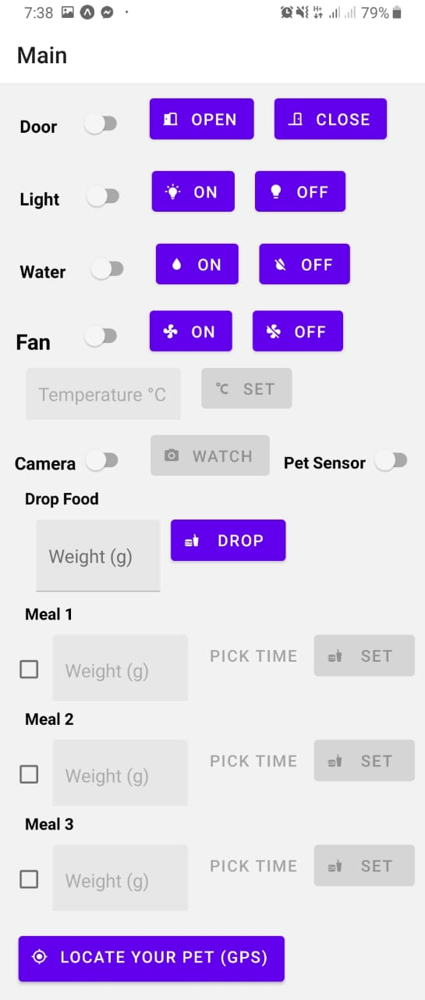 7:38 79%
Main
Door OPEN CLOSE
Light ON OFF
Water ON OFF
Fan ON OFF
Temperature °C °C SET
Camera WATCH Pet Sensor
Drop Food
Weight (g) DROP
Meal 1
Weight (g) PICK TIME SET
Meal 2
Weight (g) PICK TIME SET
Meal 3
Weight (g) PICK TIME SET
LOCATE YOUR PET (GPS)